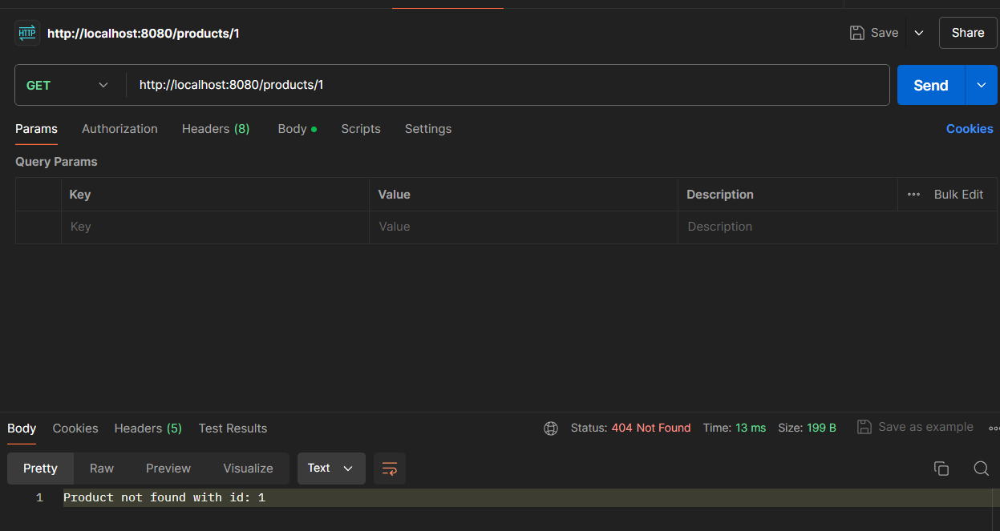 HTTP http://localhost:8080/products/1 Save Share
GET http://localhost:8080/products/1 Send
Params Authorization Headers (8) Body Scripts Settings Cookies
Query Params
Key Value Description Bulk Edit
Key Value Description
Body Cookies Headers (5) Test Results Status: 404 Not Found Time: 13 ms Size: 199 B Save as example
Pretty Raw Preview Visualize Text
1 Product not found with id: 1